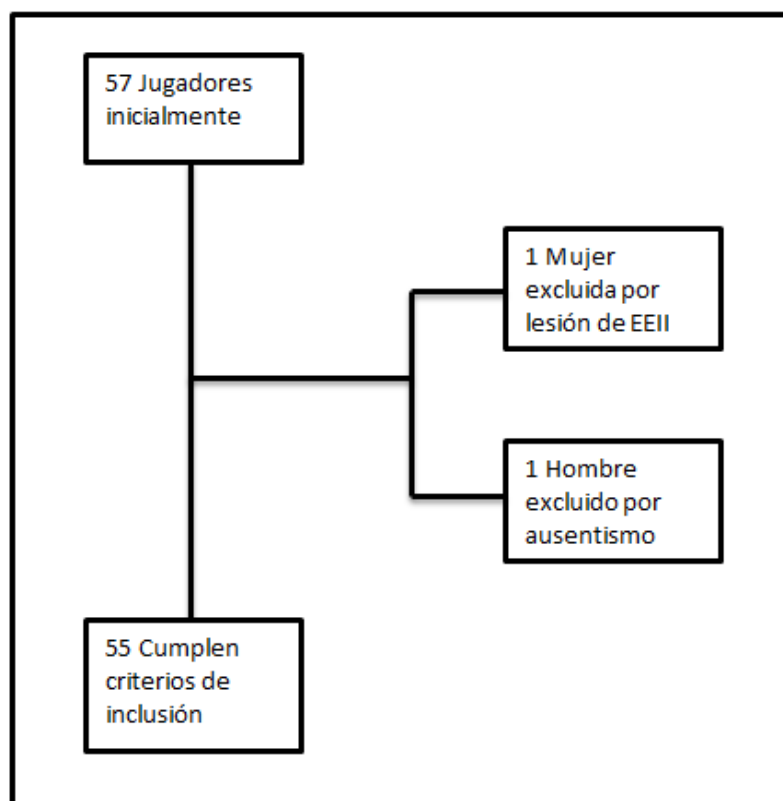 57 Jugadores
inicialmente
1 Mujer
excluida por
lesión de EEII
1 Hombre
excluido por
ausentismo
55 Cumplen
criterios de
inclusión